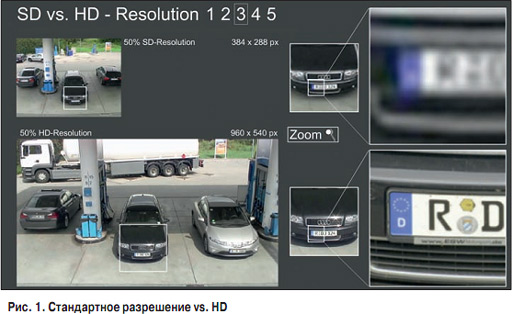 SD vs. HD - Resolution 1 2 3 4 5
50% SD-Resolution 384 x 288 px
50% HD-Resolution 960 x 540 px
Zoom
D
R D
Рис. 1. Стандартное разрешение vs. HD